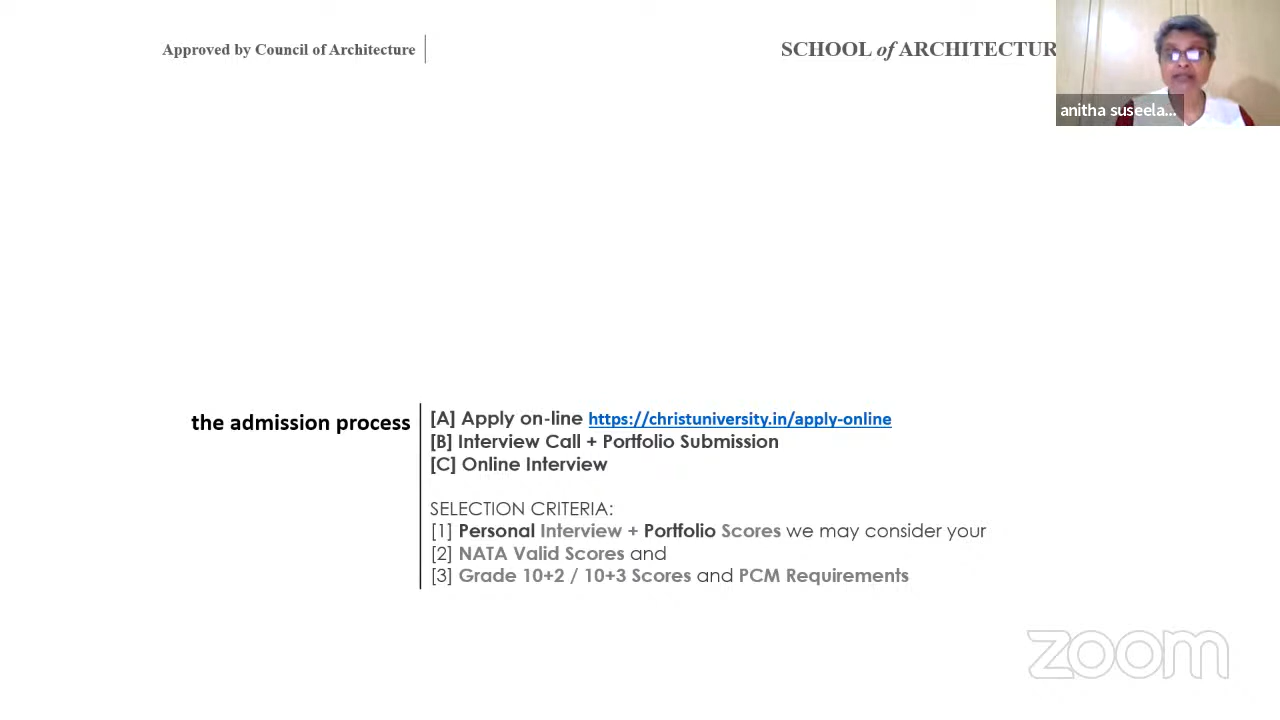 Approved by Council of Architecture
SCHOOL of ARCHITECTUR
anitha suseela...
the admission process
[A] Apply on-line https://christuniversity.in/apply-online
[B] Interview Call + Portfolio Submission
[C] Online Interview
SELECTION CRITERIA:
[1] Personal Interview + Portfolio Scores we may consider your
[2] NATA Valid Scores and
[3] Grade 10+2 / 10+3 Scores and PCM Requirements
zoom